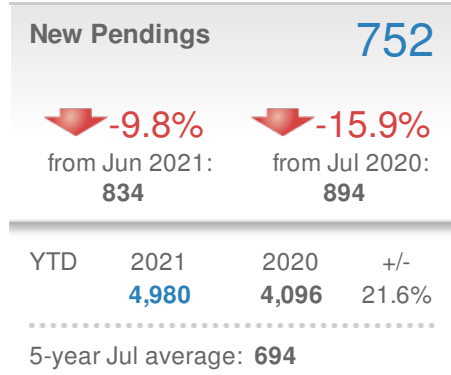 New Pendings 752
-9.8% -15.9%
from Jun 2021: from Jul 2020:
834 894
YTD 2021 2020 +/-
4,980 4,096 21.6%
5-year Jul average: 694